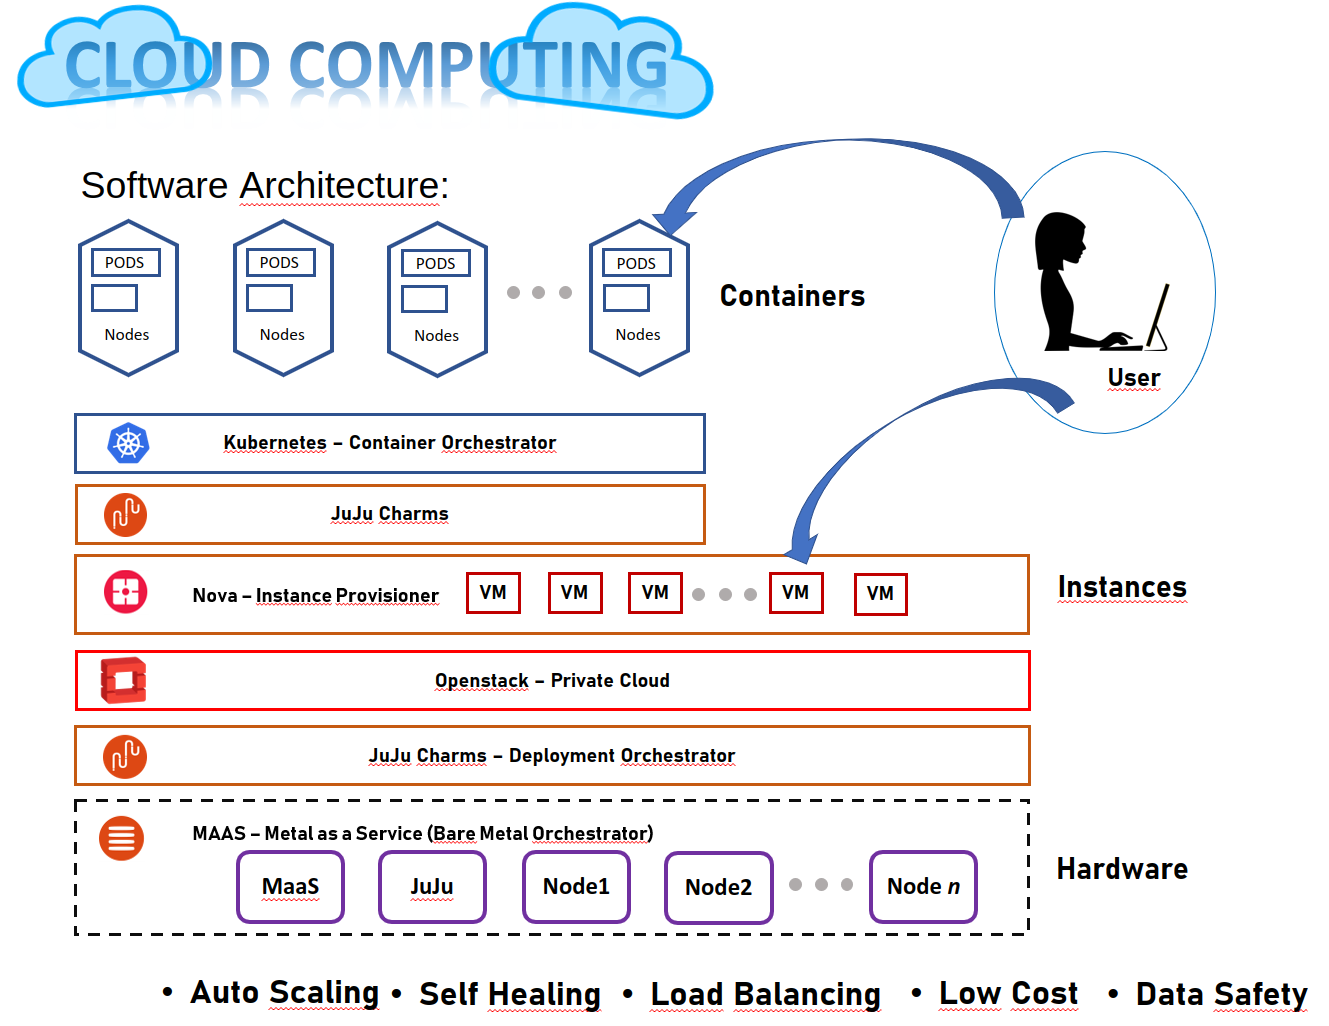 CLOUD COMPUTING
Software Architecture:
PODS
PODS
PODS
PODS
Nodes
Nodes
Nodes
Nodes
Containers
User
Kubernetes – Container Orchestrator
JuJu Charms
Nova – Instance Provisioner
VM
VM
VM
VM
VM
Instances
Openstack – Private Cloud
JuJu Charms – Deployment Orchestrator
MAAS – Metal as a Service (Bare Metal Orchestrator)
MaaS
JuJu
Node1
Node2
Node n
Hardware
• Auto Scaling • Self Healing • Load Balancing • Low Cost • Data Safety